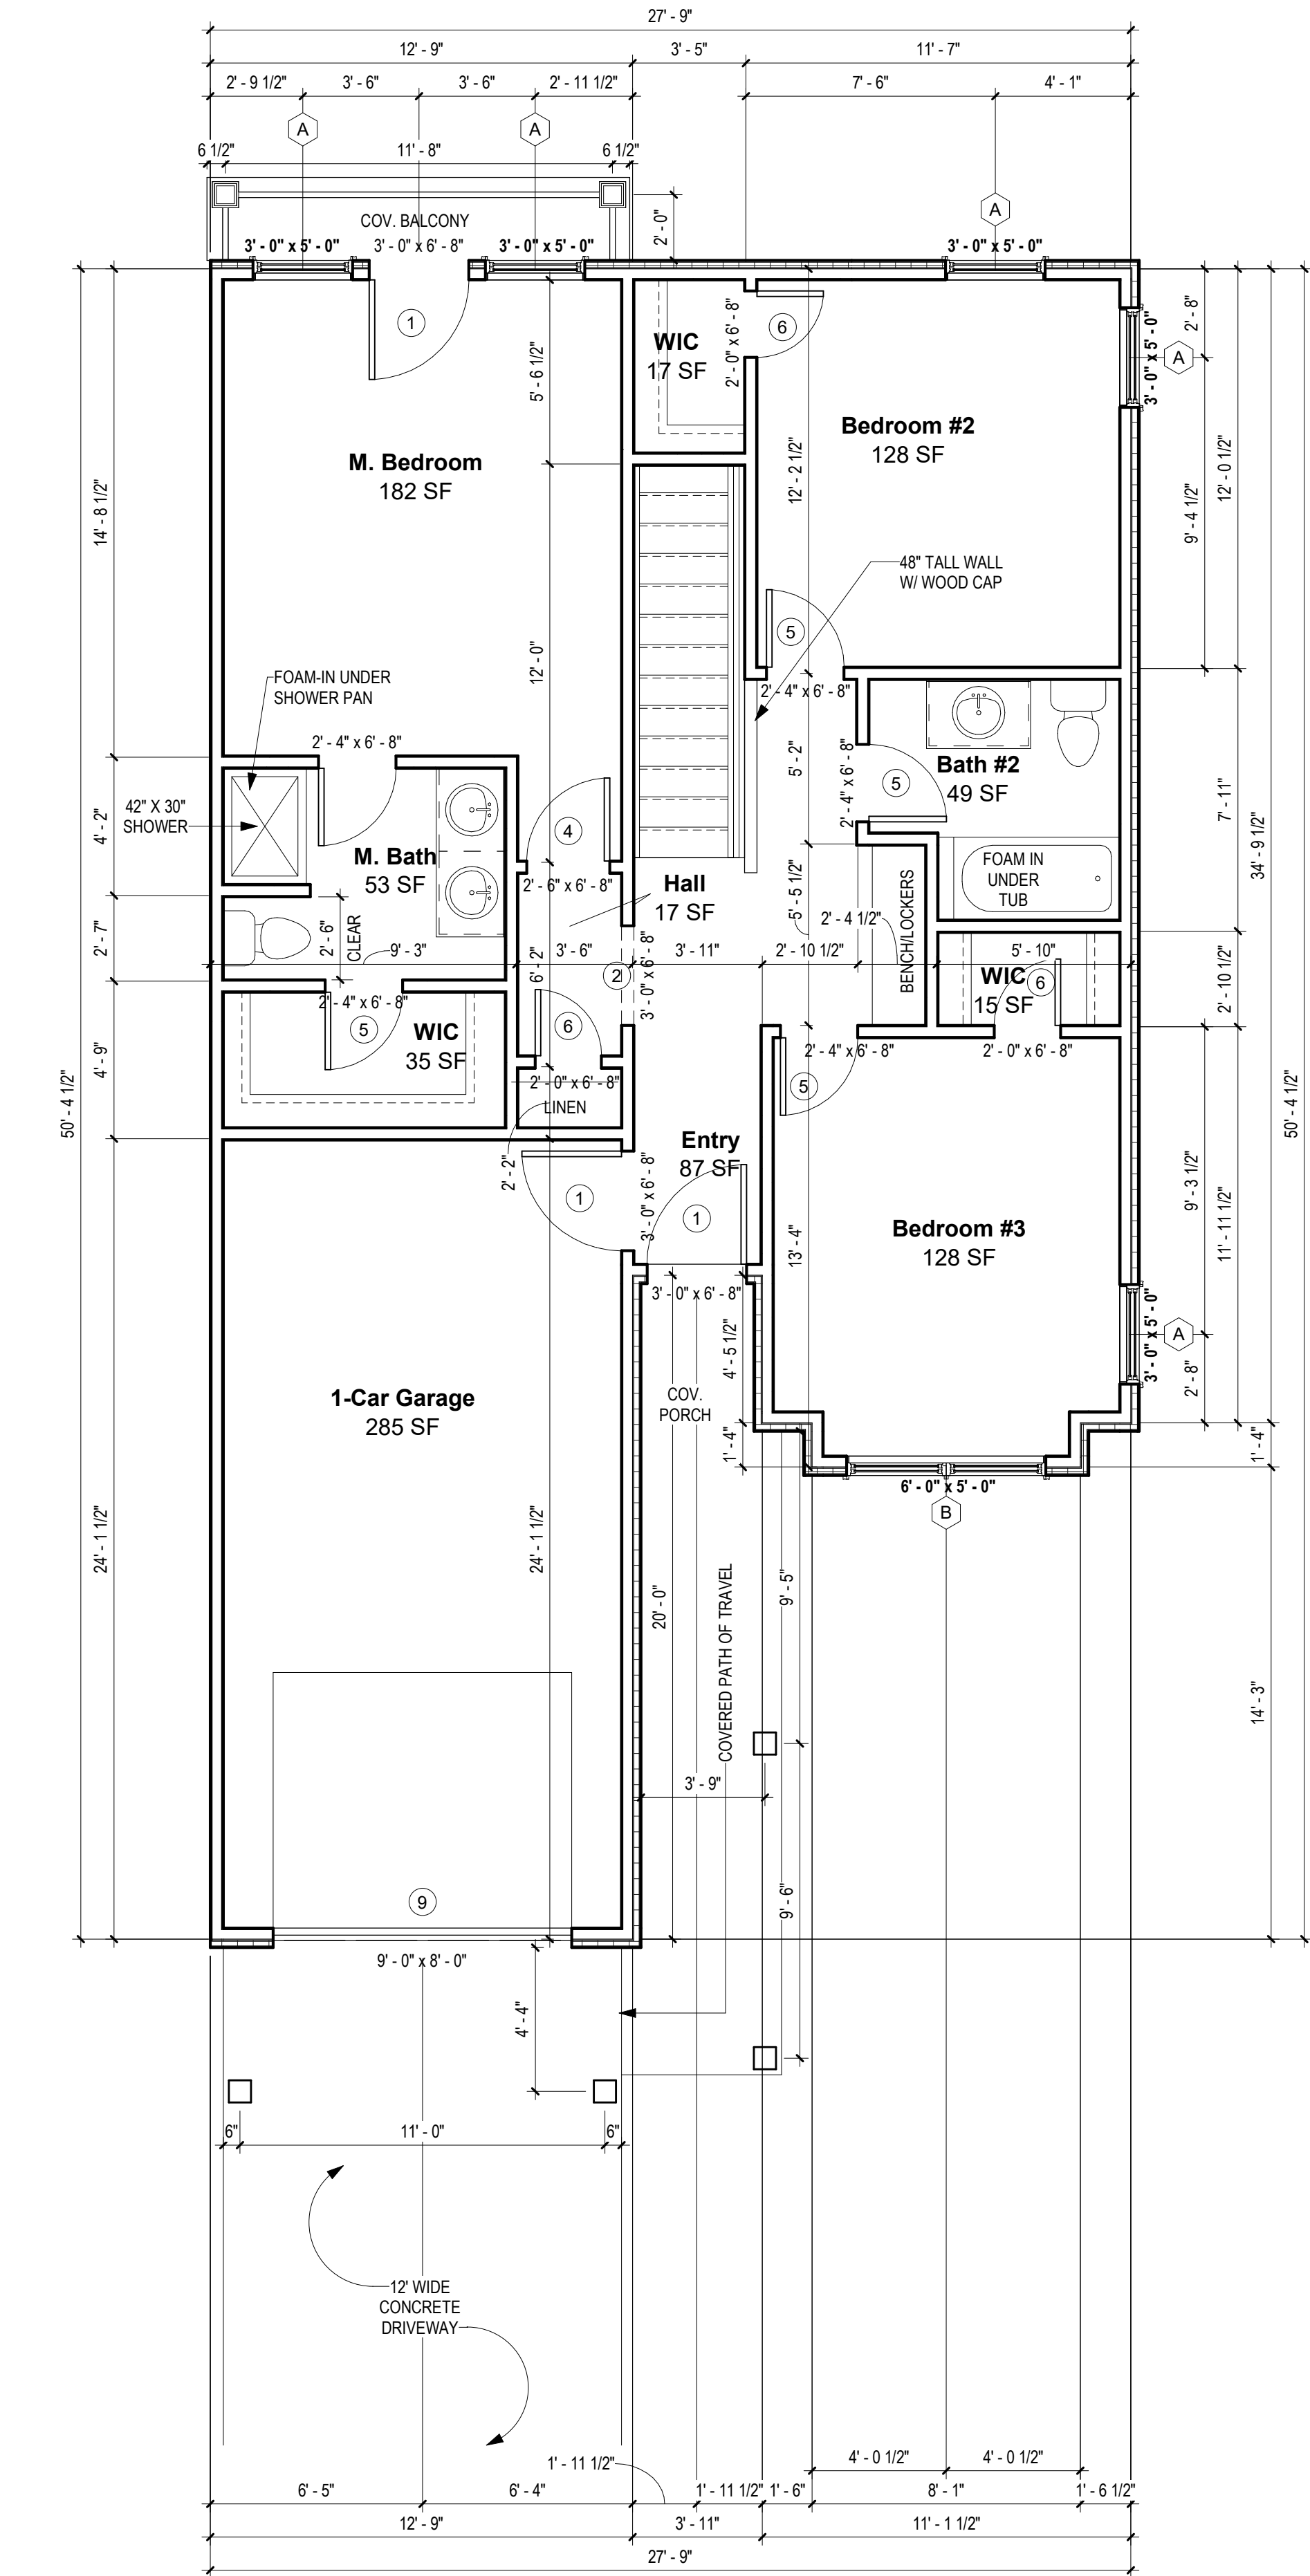 27' - 9"
12' - 9"
3' - 5"
11' - 7"
2' - 9 1/2"
3' - 6"
3' - 6"
2' - 11 1/2"
7' - 6"
4' - 1"
A
A
A
6 1/2"
11' - 8"
6 1/2"
2' - 0"
COV. BALCONY
3' - 0" x 5' - 0"
3' - 0" x 6' - 8"
3' - 0" x 5' - 0"
3' - 0" x 5' - 0"
1
5' - 6 1/2"
WIC
17 SF
2' - 0" x 6' - 8"
6
3' - 0" x 5' - 0"
A
2' - 8"
M. Bedroom
182 SF
Bedroom #2
128 SF
12' - 2 1/2"
9' - 4 1/2"
12' - 0 1/2"
14' - 8 1/2"
48" TALL WALL
W/ WOOD CAP
12' - 0"
5
2' - 4" x 6' - 8"
FOAM-IN UNDER
SHOWER PAN
2' - 4" x 6' - 8"
42" X 30"
SHOWER
4' - 2"
M. Bath
53 SF
4
2' - 6" x 6' - 8"
5' - 2"
2' - 4" x 6' - 8"
5
Bath #2
49 SF
7' - 11"
34' - 9 1/2"
FOAM IN
UNDER
TUB
Hall
17 SF
5' - 5 1/2"
2' - 4 1/2"
BENCH/LOCKERS
2' - 7"
2' - 6"
CLEAR
9' - 3"
3' - 6"
6' - 2"
2
3' - 0" x 6' - 8"
3' - 11"
2' - 10 1/2"
5' - 10"
WIC
15 SF
6
2' - 10 1/2"
2' - 4" x 6' - 8"
5
WIC
35 SF
6
2' - 0" x 6' - 8"
LINEN
2' - 2"
4' - 9"
2' - 4" x 6' - 8"
5
2' - 0" x 6' - 8"
50' - 4 1/2"
50' - 4 1/2"
Entry
87 SF
1
3' - 0" x 6' - 8"
1
3' - 0" x 6' - 8"
13' - 4"
Bedroom #3
128 SF
9' - 3 1/2"
11' - 11 1/2"
3' - 0" x 5' - 0"
A
2' - 8"
4' - 5 1/2"
COV.
PORCH
1' - 4"
1' - 4"
1-Car Garage
285 SF
6' - 0" x 5' - 0"
B
24' - 1 1/2"
24' - 1 1/2"
20' - 0"
COVERED PATH OF TRAVEL
9' - 5"
14' - 3"
3' - 9"
9' - 6"
9
9' - 0" x 8' - 0"
4' - 4"
6"
11' - 0"
6"
12' WIDE
CONCRETE
DRIVEWAY
1' - 11 1/2"
4' - 0 1/2"
4' - 0 1/2"
6' - 5"
6' - 4"
1' - 11 1/2"
1' - 6"
8' - 1"
1' - 6 1/2"
12' - 9"
3' - 11"
11' - 1 1/2"
27' - 9"